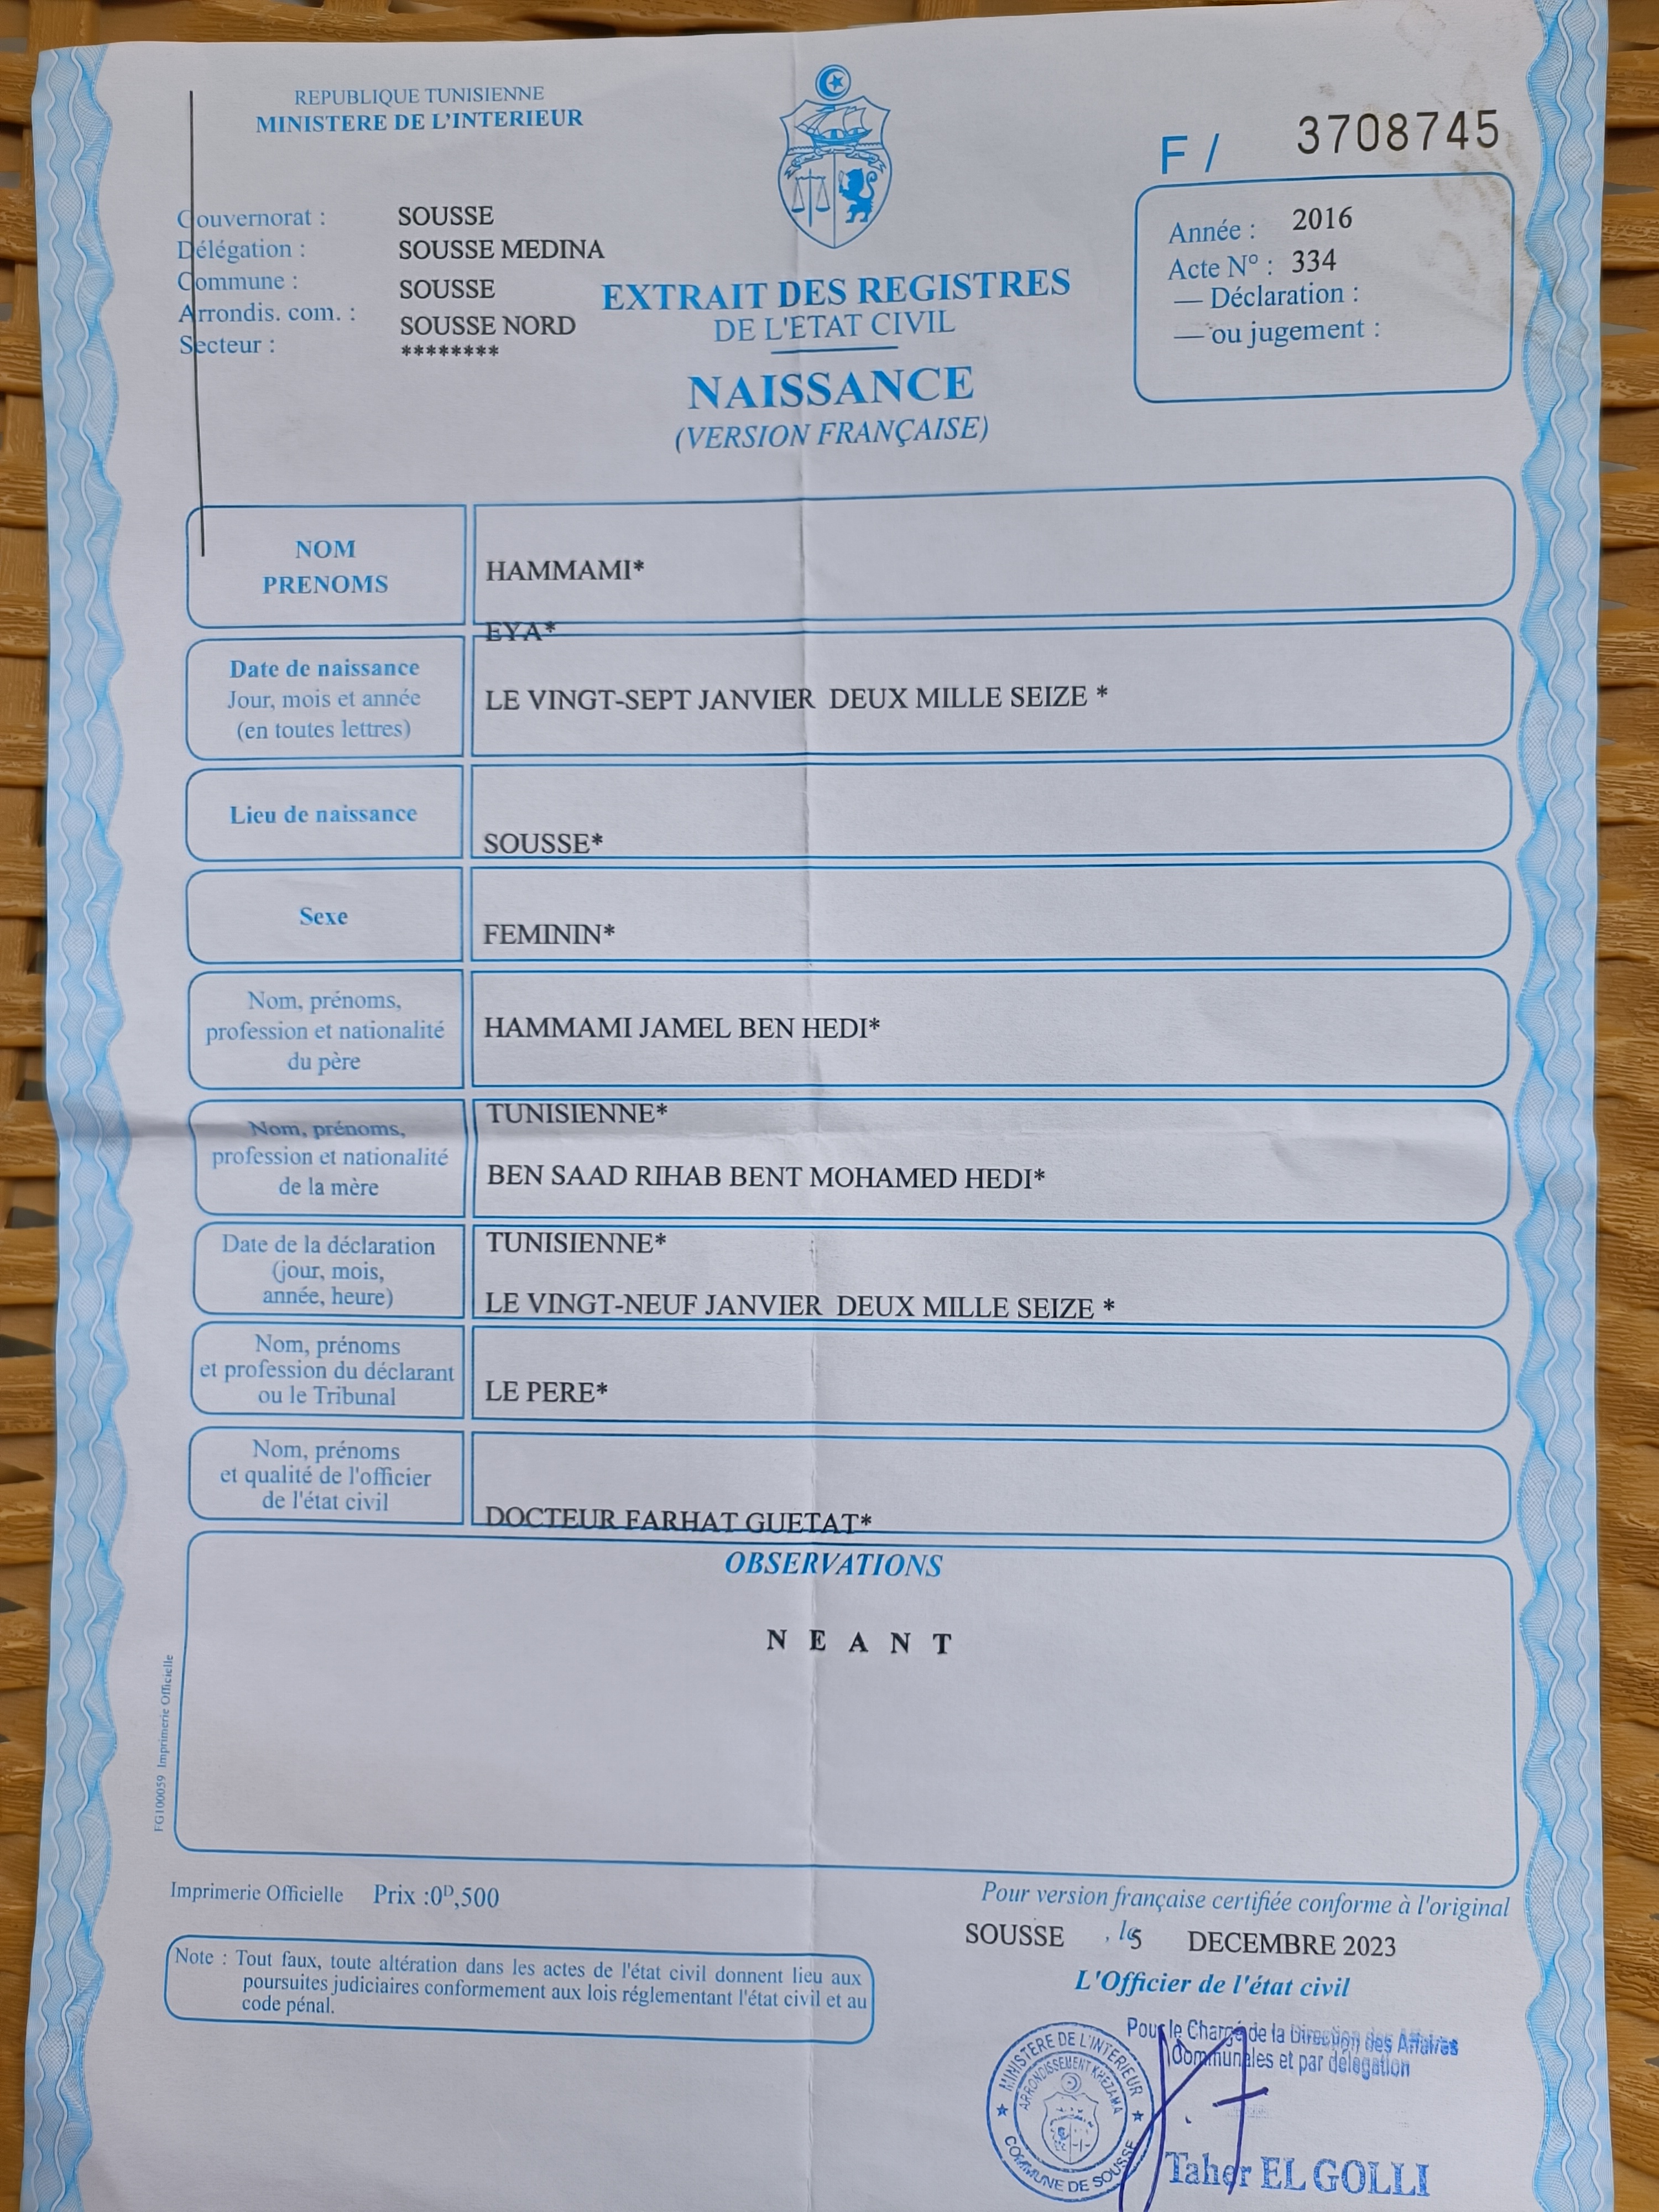 REPUBLIQUE TUNISIENNE
MINISTERE DE L'INTERIEUR
F / 3708745
Gouvernorat : SOUSSE
Délégation : SOUSSE MEDINA
Commune : SOUSSE
Arrondis. com. : SOUSSE NORD
Secteur : ********
Année : 2016
Acte N° : 334
— Déclaration :
— ou jugement :
EXTRAIT DES REGISTRES
DE L'ETAT CIVIL
NAISSANCE
(VERSION FRANÇAISE)
NOM
PRENOMS
HAMMAMI*
EYA*
Date de naissance
Jour, mois et année
(en toutes lettres)
LE VINGT-SEPT JANVIER DEUX MILLE SEIZE *
Lieu de naissance
SOUSSE*
Sexe
FEMININ*
Nom, prénoms,
profession et nationalité
du père
HAMMAMI JAMEL BEN HEDI*
TUNISIENNE*
Nom, prénoms,
profession et nationalité
de la mère
BEN SAAD RIHAB BENT MOHAMED HEDI*
TUNISIENNE*
Date de la déclaration
(jour, mois,
année, heure)
LE VINGT-NEUF JANVIER DEUX MILLE SEIZE *
Nom, prénoms
et profession du déclarant
ou le Tribunal
LE PERE*
Nom, prénoms
et qualité de l'officier
de l'état civil
DOCTEUR FARHAT GUETAT*
OBSERVATIONS
N E A N T
FG100059 Imprimerie Officielle
Imprimerie Officielle Prix :0D,500
Pour version française certifiée conforme à l'original
SOUSSE , 15 DECEMBRE 2023
L'Officier de l'état civil
Note : Tout faux, toute altération dans les actes de l'état civil donnent lieu aux
poursuites judiciaires conformement aux lois réglementant l'état civil et au
code pénal.
Pour le Chargé de la Direction des Affaires
Communales et par délégation
MINISTERE DE L'INTERIEUR
ARRONDISSEMENT KHEZAMA
COMMUNE DE SOUSSE
Taher EL GOLLI